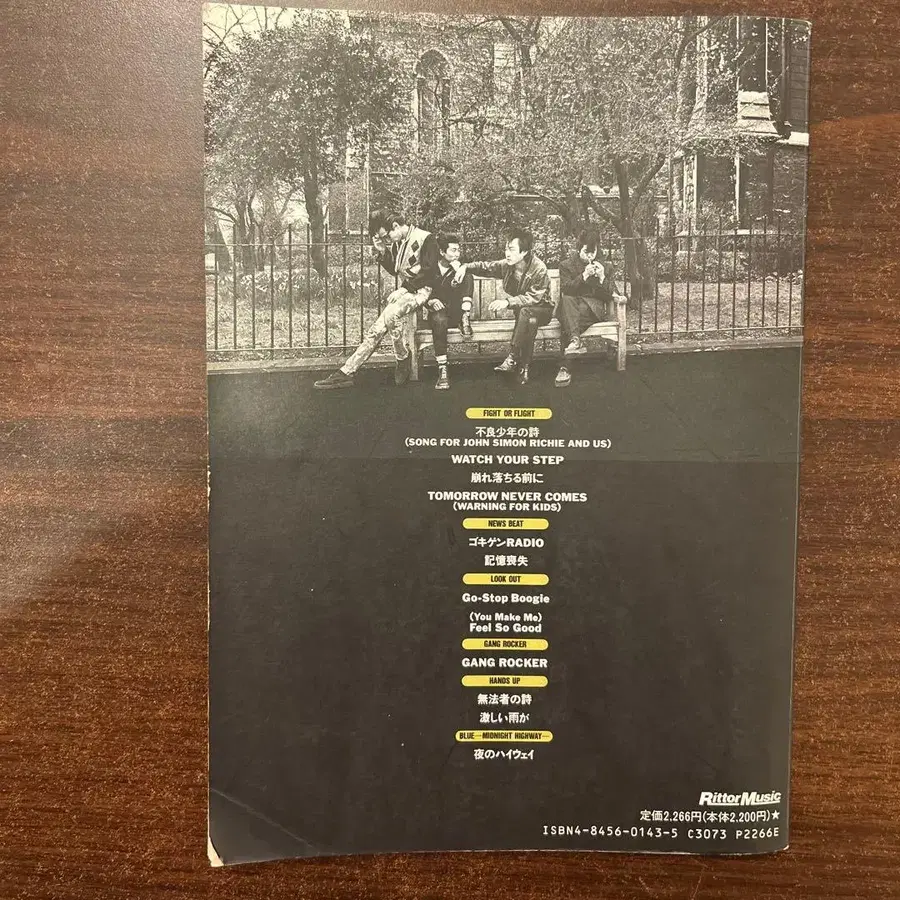 FIGHT OR FLIGHT
不良少年の詩
(SONG FOR JOHN SIMON RICHIE AND US)
WATCH YOUR STEP
崩れ落ちる前に
TOMORROW NEVER COMES
(WARNING FOR KIDS)
NEWS BEAT
ゴキゲンRADIO
記憶喪失
LOOK OUT
Go-Stop Boogie
(You Make Me)
Feel So Good
GANG ROCKER
GANG ROCKER
HANDS UP
無法者の詩
激しい雨が
BLUE—MIDNIGHT HIGHWAY—
夜のハイウェイ
RittorMusic
定価2,266円(本体2,200円)★
ISBN4-8456-0143-5 C3073 P2266E